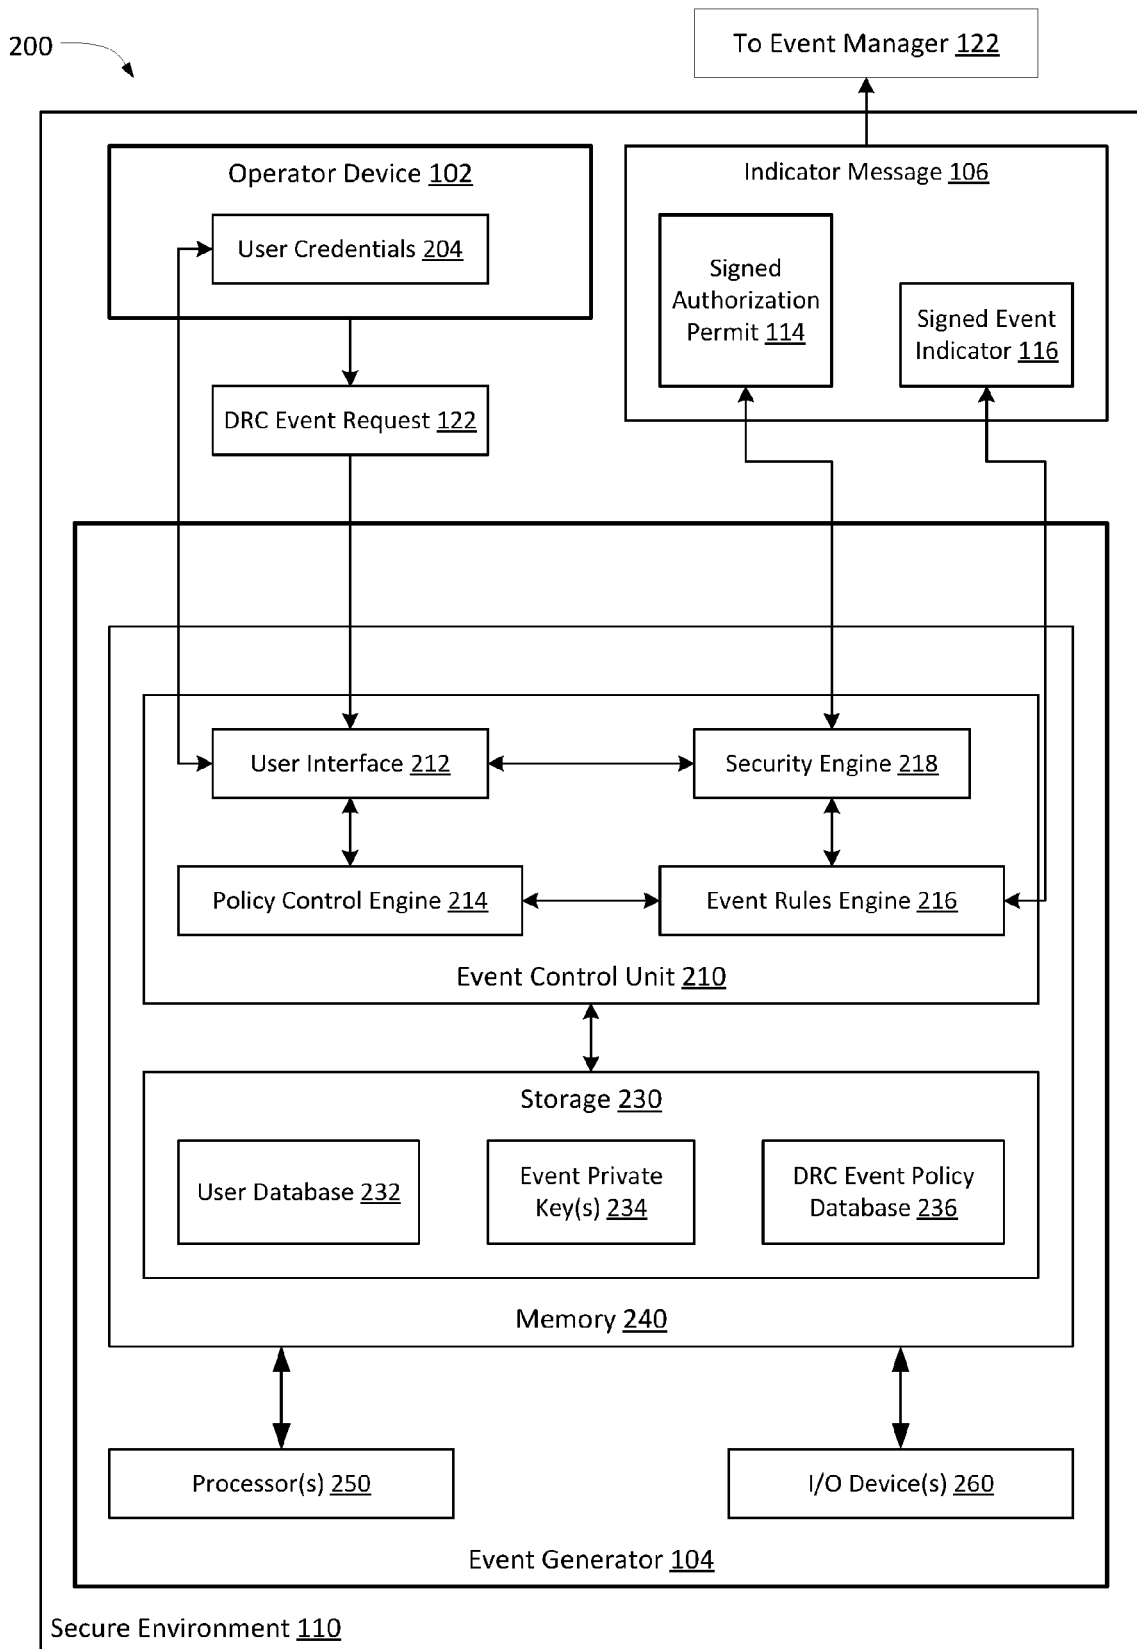 200
To Event Manager 122
Operator Device 102
User Credentials 204
Indicator Message 106
Signed
Authorization
Permit 114
Signed Event
Indicator 116
DRC Event Request 122
User Interface 212
Security Engine 218
Policy Control Engine 214
Event Rules Engine 216
Event Control Unit 210
Storage 230
User Database 232
Event Private
Key(s) 234
DRC Event Policy
Database 236
Memory 240
Processor(s) 250
I/O Device(s) 260
Event Generator 104
Secure Environment 110